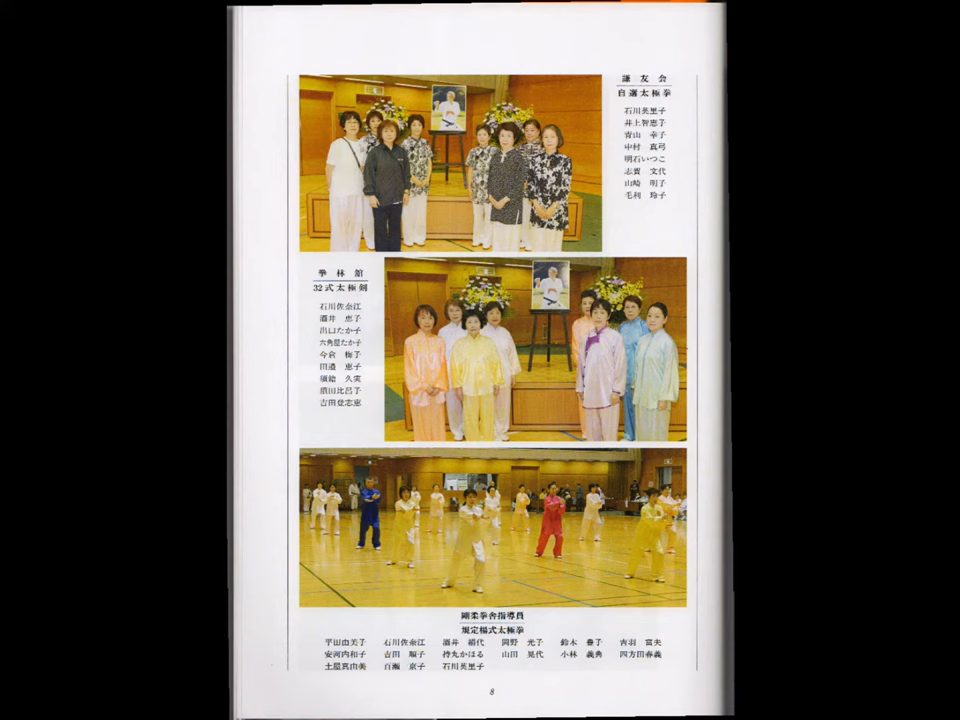 謙友会
自選太極拳
石川英里子
井上智恵子
青山 幸子
中村 真弓
明石いつこ
志賀 文代
山崎 明子
毛利 玲子
拳林舘
32式太極剣
石川佐奈江
酒井 恵子
出口たか子
六角屋たか子
今倉 梅子
田邉 恵子
須鎗 久実
須田比呂子
吉田登志恵
剛柔拳舎指導員
規定楊式太極拳
平田由美子 石川佐奈江 酒井 絹代 岡野 光子 鈴木 春子 吉羽 富夫
安河内和子 吉田 順子 持丸かほる 山田 晃代 小林 義典 四方田春義
土屋真由美 百瀬 京子 石川英里子
8